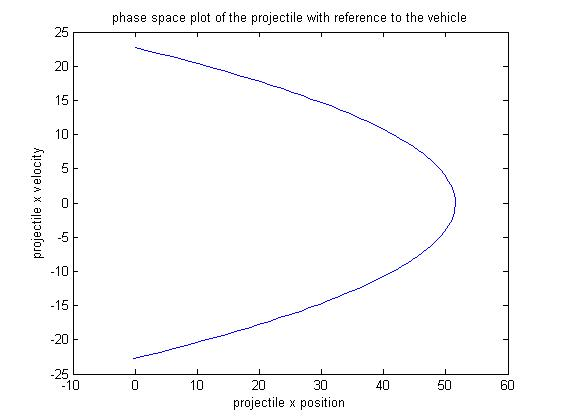 phase space plot of the projectile with reference to the vehicle
25
20
15
10
5
0
-5
-10
-15
-20
-25
projectile x velocity
-10 0 10 20 30 40 50 60
projectile x position